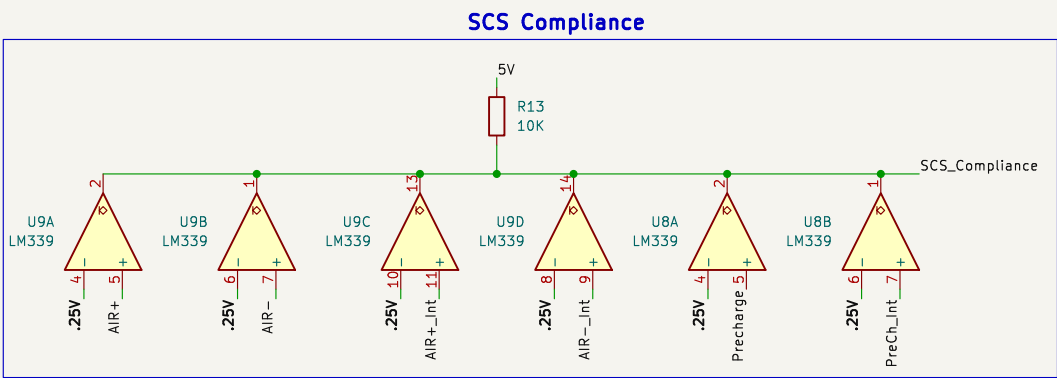 SCS Compliance
5V
R13
10K
SCS_Compliance
2
1
13
14
2
1
U9A
LM339
U9B
LM339
U9C
LM339
U9D
LM339
U8A
LM339
U8B
LM339
- +
- +
- +
- +
- +
- +
4 5
6 7
10 11
8 9
4 5
6 7
.25V AIR+
.25V AIR-
.25V AIR+_Int
.25V AIR-_Int
.25V Precharge
.25V PreCh_Int